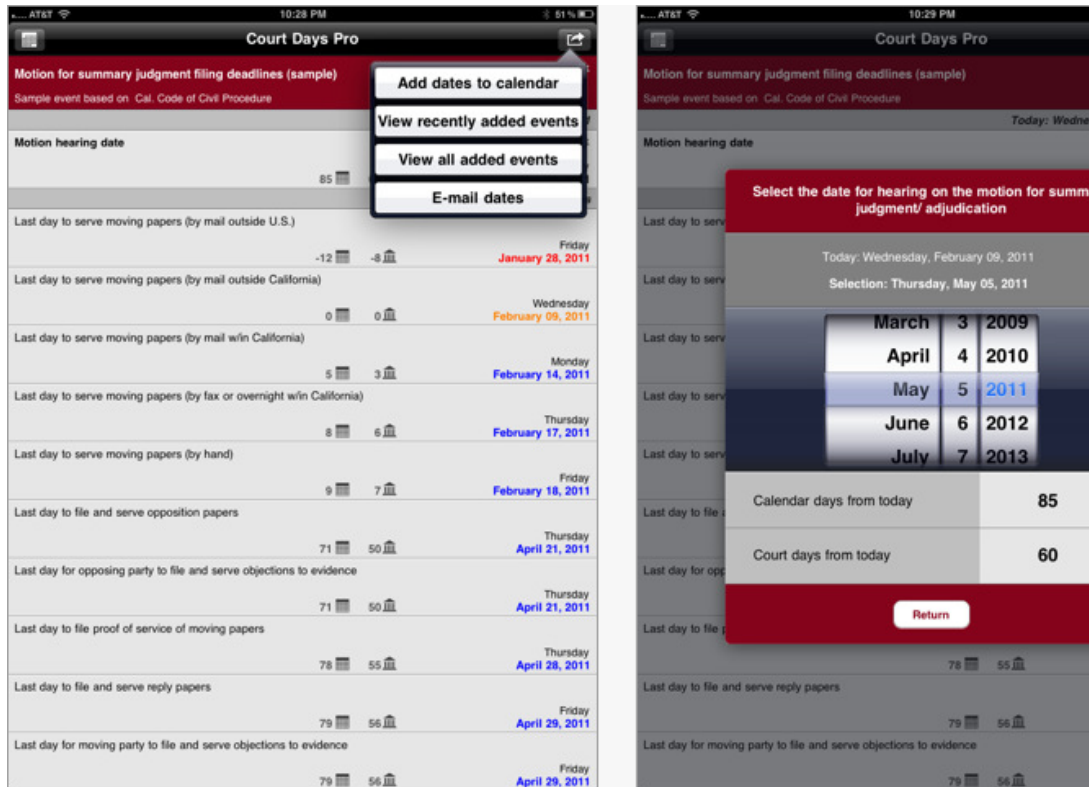 AT&T
10:28 PM
51 %
Court Days Pro
Motion for summary judgment filing deadlines (sample)
Sample event based on Cal. Code of Civil Procedure
Add dates to calendar
View recently added events
View all added events
E-mail dates
Motion hearing date
85
Last day to serve moving papers (by mail outside U.S.)
Friday
-12 -8 January 28, 2011
Last day to serve moving papers (by mail outside California)
Wednesday
0 0 February 09, 2011
Last day to serve moving papers (by mail w/in California)
Monday
5 3 February 14, 2011
Last day to serve moving papers (by fax or overnight w/in California)
Thursday
8 6 February 17, 2011
Last day to serve moving papers (by hand)
Friday
9 7 February 18, 2011
Last day to file and serve opposition papers
Thursday
71 50 April 21, 2011
Last day for opposing party to file and serve objections to evidence
Thursday
71 50 April 21, 2011
Last day to file proof of service of moving papers
Thursday
78 55 April 28, 2011
Last day to file and serve reply papers
Friday
79 56 April 29, 2011
Last day for moving party to file and serve objections to evidence
Friday
79 56 April 29, 2011
AT&T
10:29 PM
Court Days Pro
Motion for summary judgment filing deadlines (sample)
Sample event based on Cal. Code of Civil Procedure
Today: Wedne
Motion hearing date
Select the date for hearing on the motion for summ
judgment/ adjudication
Today: Wednesday, February 09, 2011
Selection: Thursday, May 05, 2011
March 3 2009
April 4 2010
May 5 2011
June 6 2012
July 7 2013
Calendar days from today 85
Court days from today 60
Return
Last day to serv
Last day to serv
Last day to serv
Last day to serv
Last day to serv
Last day to file
Last day for opp
Last day to file p
78 55
Last day to file and serve reply papers
79 56
Last day for moving party to file and serve objections to evidence
79 56